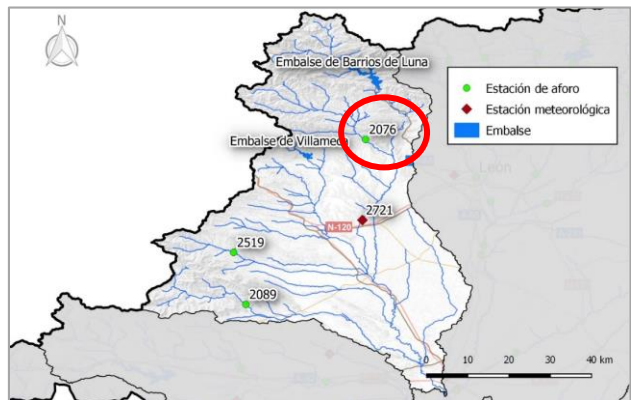 N
Embalse de Barrios de Luna
Estación de aforo
Estación meteorológica
Embalse
2076
Embalse de Villameca
León
2721
N-120
2519
2089
0 10 20 30 40 km